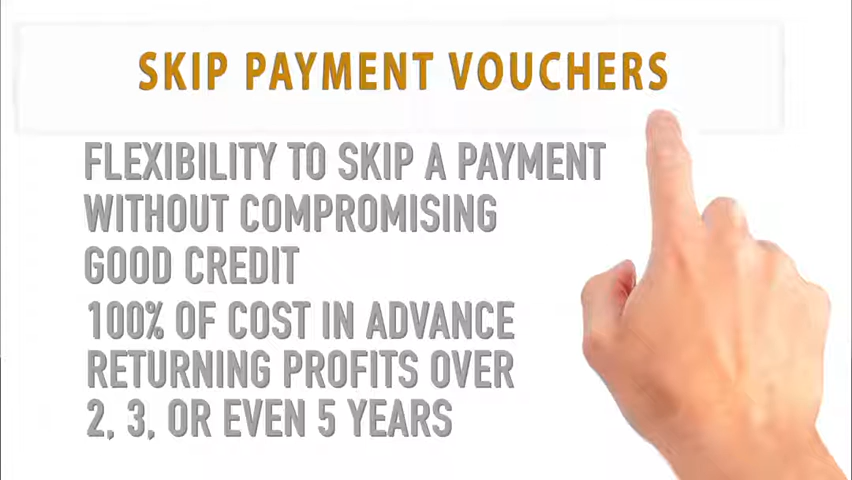 SKIP PAYMENT VOUCHERS
FLEXIBILITY TO SKIP A PAYMENT
WITHOUT COMPROMISING
GOOD CREDIT
100% OF COST IN ADVANCE
RETURNING PROFITS OVER
2, 3, OR EVEN 5 YEARS